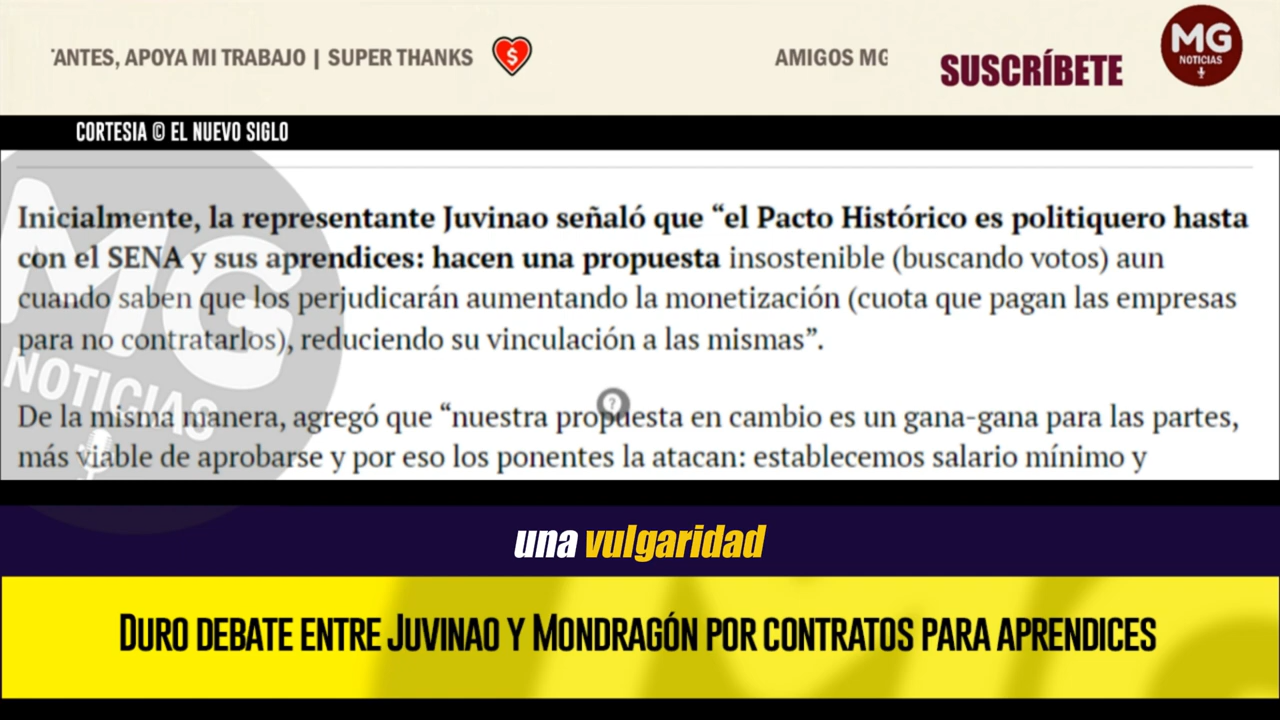 'ANTES, APOYA MI TRABAJO | SUPER THANKS
AMIGOS MG
SUSCRÍBETE
MG
NOTICIAS
CORTESIA © EL NUEVO SIGLO
Inicialmente, la representante Juvinao señaló que “el Pacto Histórico es politiquero hasta
con el SENA y sus aprendices: hacen una propuesta insostenible (buscando votos) aun
cuando saben que los perjudicarán aumentando la monetización (cuota que pagan las empresas
para no contratarlos), reduciendo su vinculación a las mismas”.
De la misma manera, agregó que “nuestra propuesta en cambio es un gana-gana para las partes,
más viable de aprobarse y por eso los ponentes la atacan: establecemos salario mínimo y
MG
NOTICIAS
una vulgaridad
DURO DEBATE ENTRE JUVINAO Y MONDRAGÓN POR CONTRATOS PARA APRENDICES